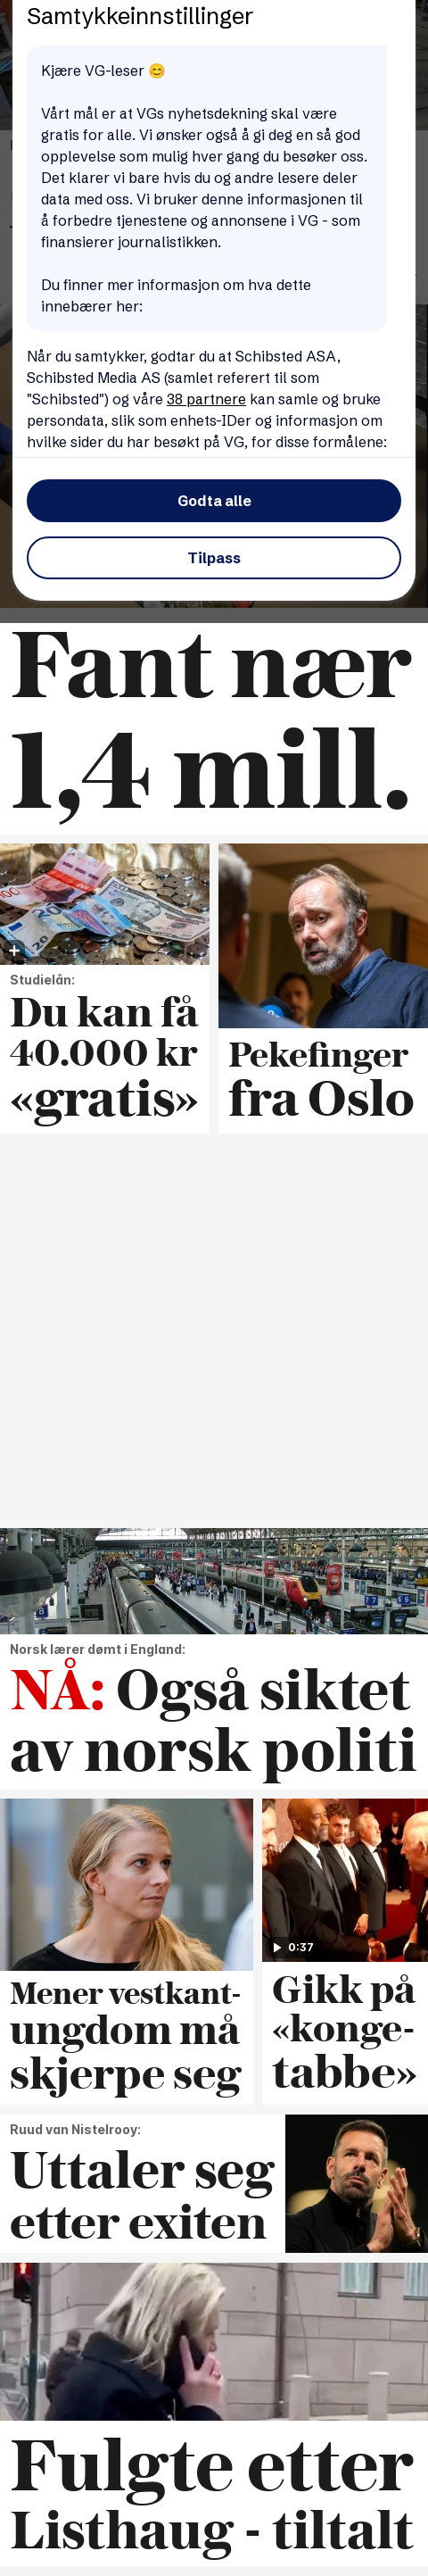 Samtykkeinnstillinger
Kjære VG-leser 😊
Vårt mål er at VGs nyhetsdekning skal være
gratis for alle. Vi ønsker også å gi deg en så god
opplevelse som mulig hver gang du besøker oss.
Det klarer vi bare hvis du og andre lesere deler
data med oss. Vi bruker denne informasjonen til
å forbedre tjenestene og annonsene i VG - som
finansierer journalistikken.
Du finner mer informasjon om hva dette
innebærer her:
Når du samtykker, godtar du at Schibsted ASA,
Schibsted Media AS (samlet referert til som
"Schibsted") og våre 38 partnere kan samle og bruke
persondata, slik som enhets-IDer og informasjon om
hvilke sider du har besøkt på VG, for disse formålene:
Godta alle
Tilpass
Fant nær
1,4 mill.
Studielån:
Du kan få
40.000 kr
«gratis»
Pekefinger
fra Oslo
Norsk lærer dømt i England:
NÅ: Også siktet
av norsk politi
Mener vestkant-
ungdom må
skjerpe seg
0:37
Gikk på
«konge-
tabbe»
Ruud van Nistelrooy:
Uttaler seg
etter exiten
Fulgte etter
Listhaug - tiltalt